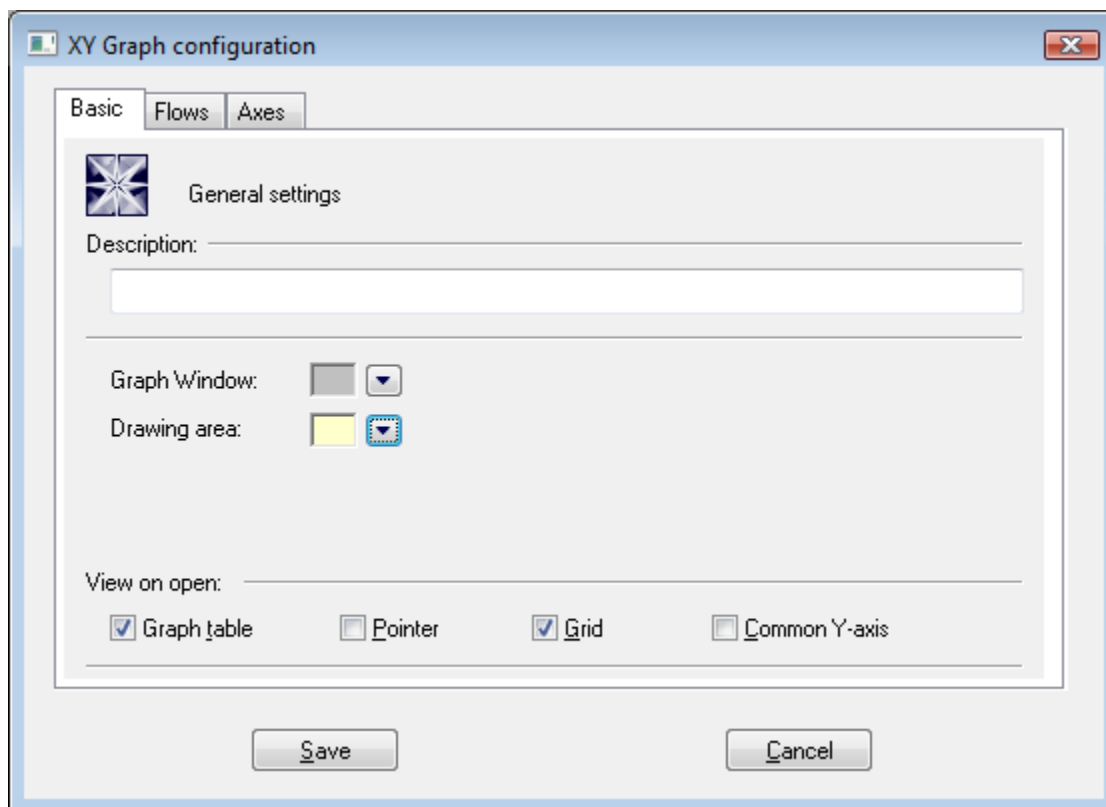 XY Graph configuration
Basic Flows Axes
General settings
Description:
Graph Window:
Drawing area:
View on open:
Graph table Pointer Grid Common Y-axis
Save Cancel